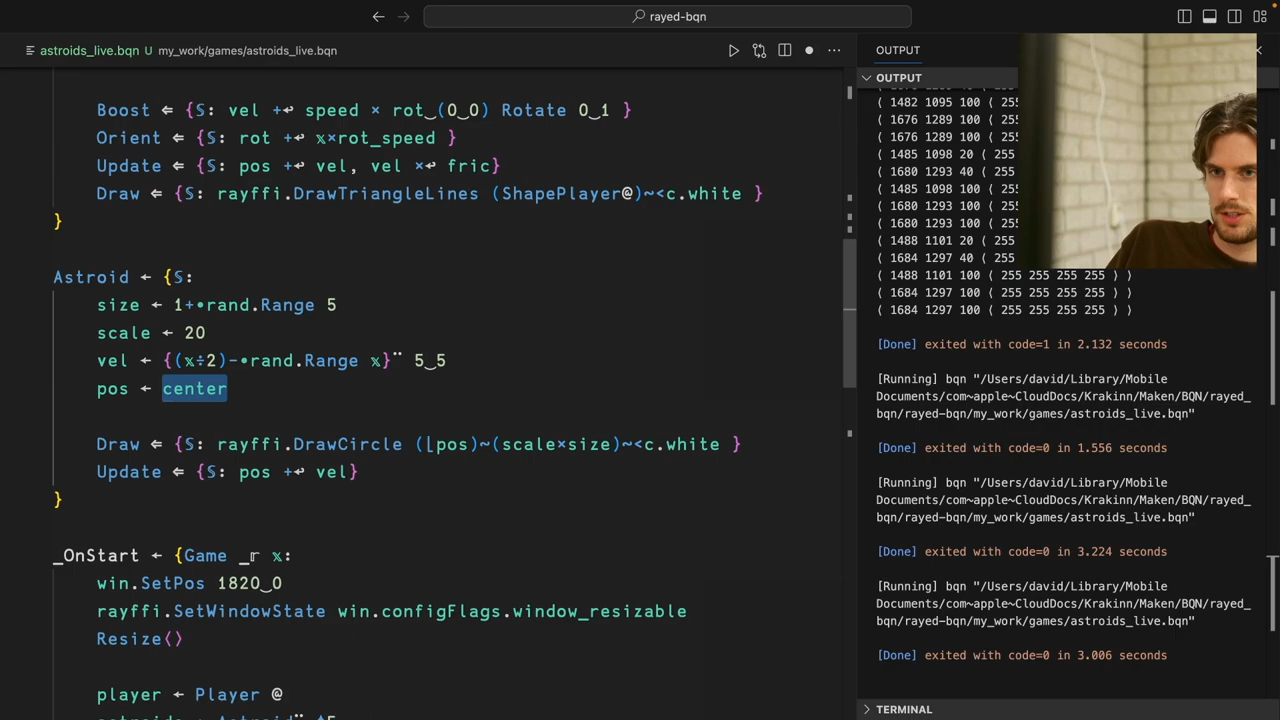 rayed-bqn
astroids_live.bqn U my_work/games/astroids_live.bqn
OUTPUT
OUTPUT
Boost ⇐ {𝕊: vel +↩ speed × rot‿(0‿0) Rotate 0‿1 }
Orient ⇐ {𝕊: rot +↩ 𝕩×rot_speed }
Update ⇐ {𝕊: pos +↩ vel, vel ×↩ fric}
Draw ⇐ {𝕊: rayffi.DrawTriangleLines (ShapePlayer@)∾<c.white }
}
Astroid ← {𝕊:
size ← 1+•rand.Range 5
scale ← 20
vel ← {(𝕩÷2)-•rand.Range 𝕩}¨ 5‿5
pos ← center
Draw ⇐ {𝕊: rayffi.DrawCircle (⌊pos)∾(scale×size)∾<c.white }
Update ⇐ {𝕊: pos +↩ vel}
}
_OnStart ← {Game _𝕣 𝕩:
win.SetPos 1820‿0
rayffi.SetWindowState win.configFlags.window_resizable
Resize⟨⟩
player ← Player @
⟨ 1482 1095 100 ⟨ 255
⟨ 1676 1289 100 ⟨ 255
⟨ 1676 1289 100 ⟨ 255
⟨ 1485 1098 20 ⟨ 255
⟨ 1680 1293 40 ⟨ 255
⟨ 1485 1098 100 ⟨ 255
⟨ 1680 1293 100 ⟨ 255
⟨ 1680 1293 100 ⟨ 255
⟨ 1488 1101 20 ⟨ 255
⟨ 1684 1297 40 ⟨ 255
⟨ 1488 1101 100 ⟨ 255 255 255 255 ⟩ ⟩
⟨ 1684 1297 100 ⟨ 255 255 255 255 ⟩ ⟩
⟨ 1684 1297 100 ⟨ 255 255 255 255 ⟩ ⟩
[Done] exited with code=1 in 2.132 seconds
[Running] bqn "/Users/david/Library/Mobile
Documents/com~apple~CloudDocs/Krakinn/Maken/BQN/rayed_
bqn/rayed-bqn/my_work/games/astroids_live.bqn"
[Done] exited with code=0 in 1.556 seconds
[Running] bqn "/Users/david/Library/Mobile
Documents/com~apple~CloudDocs/Krakinn/Maken/BQN/rayed_
bqn/rayed-bqn/my_work/games/astroids_live.bqn"
[Done] exited with code=0 in 3.224 seconds
[Running] bqn "/Users/david/Library/Mobile
Documents/com~apple~CloudDocs/Krakinn/Maken/BQN/rayed_
bqn/rayed-bqn/my_work/games/astroids_live.bqn"
[Done] exited with code=0 in 3.006 seconds
TERMINAL